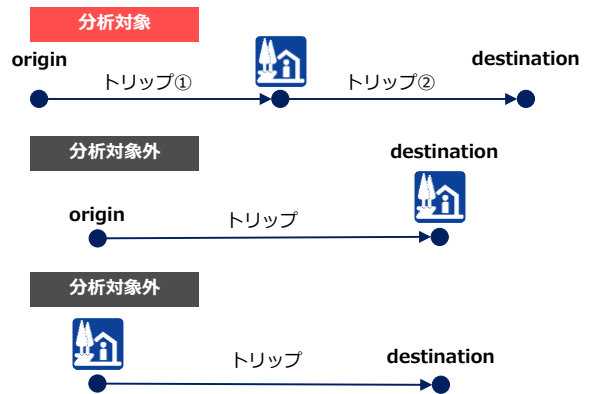 分析対象
origin
destination
トリップ①
トリップ②
分析対象外
destination
origin
トリップ
分析対象外
トリップ
destination